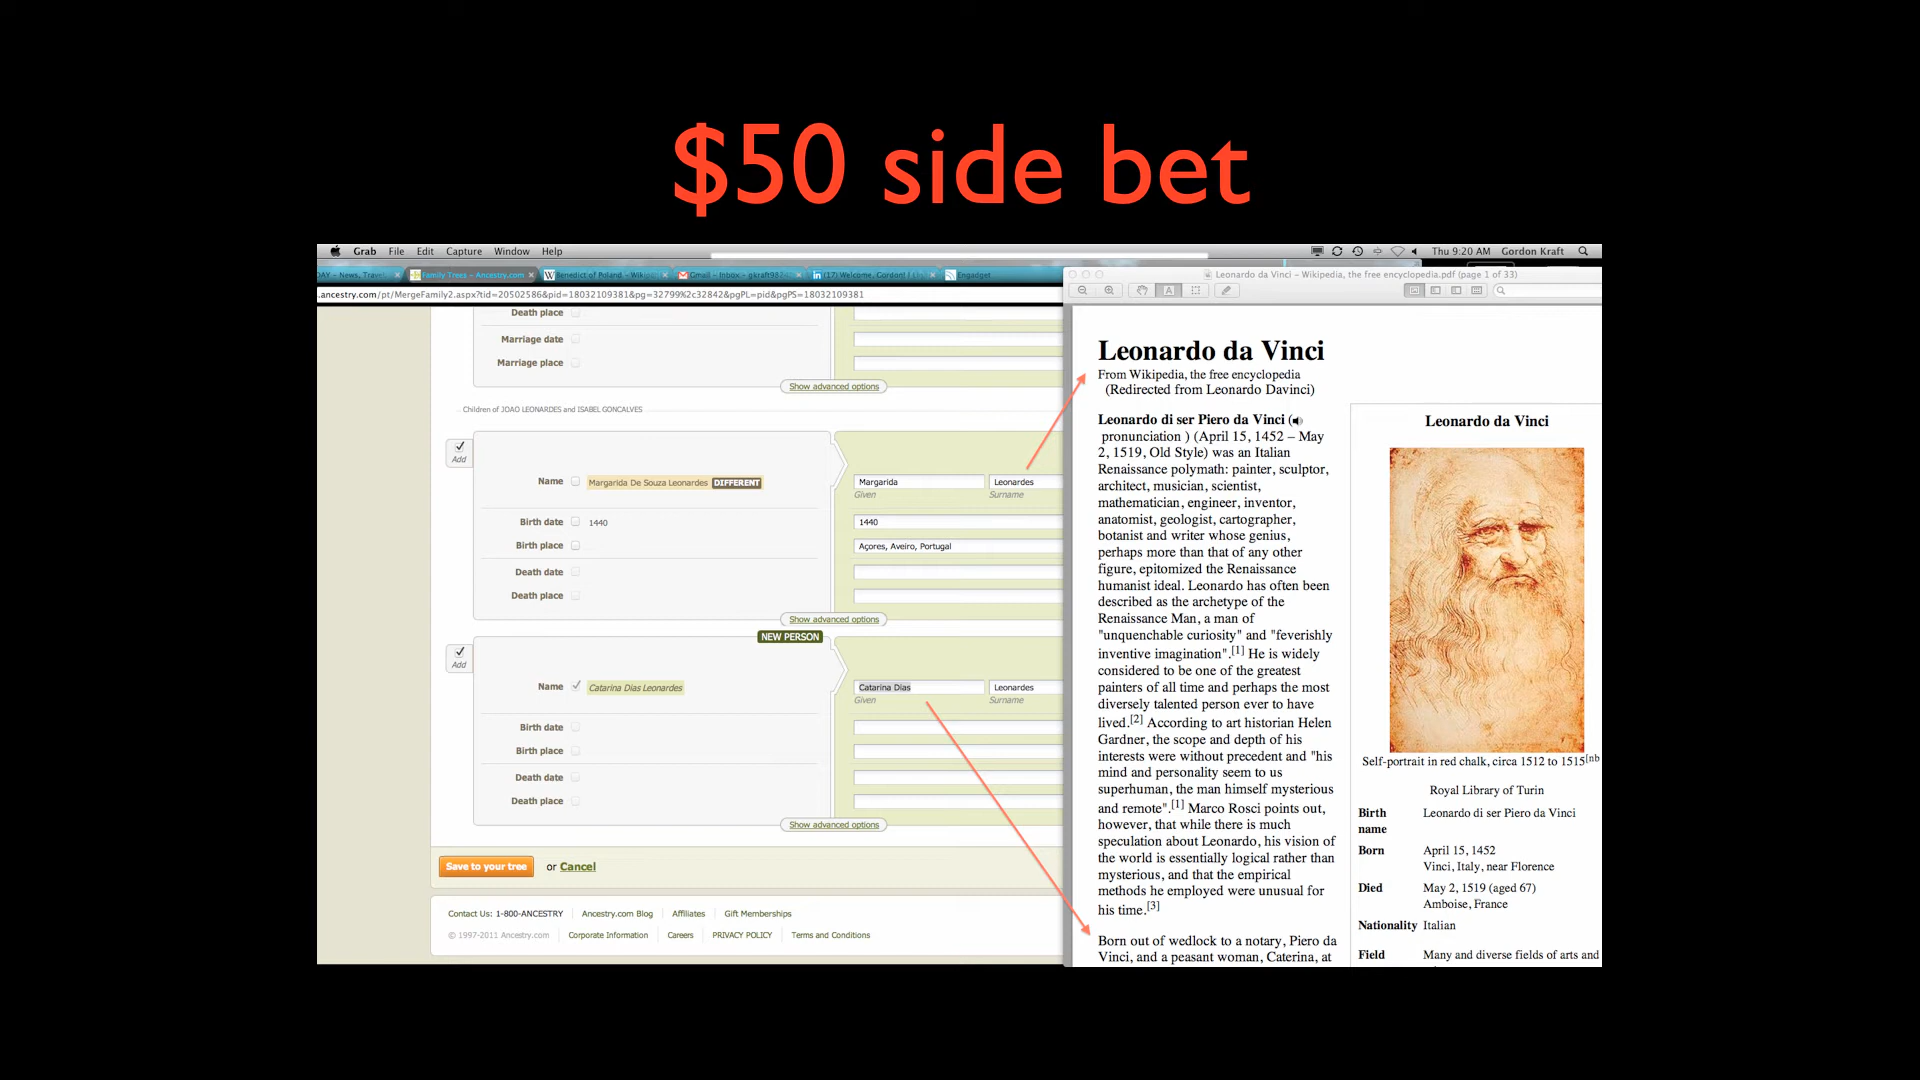 $50 side bet
Grab File Edit Capture Window Help
Thu 9:20 AM Gordon Kraft
DAY – News, Travel
Family Trees – Ancestry.com
Benedict of Poland. – Wiki
Gmail – Inbox – gkraft98
(17) Welcome, Gordon! |
Engadget
.ancestry.com/pt/MergeFamily2.aspx?tid=20502586&pid=18032109381&pg=32799%2c32842&pgPL=pid&pgPS=18032109381
Death place
Marriage date
Marriage place
Show advanced options
Children of JOAO LEONARDES and ISABEL GONCALVES
Add
Name Margarida De Souza Leonardes DIFFERENT
Margarida Leonardes
Given Surname
Birth date 1440
1440
Birth place
Açores, Aveiro, Portugal
Death date
Death place
Show advanced options
NEW PERSON
Add
Name Catarina Dias Leonardes
Catarina Dias Leonardes
Given Surname
Birth date
Birth place
Death date
Death place
Show advanced options
Save to your tree or Cancel
Contact Us: 1-800-ANCESTRY Ancestry.com Blog Affiliates Gift Memberships
© 1997-2011 Ancestry.com Corporate Information Careers PRIVACY POLICY Terms and Conditions
Leonardo da Vinci – Wikipedia, the free encyclopedia.pdf (page 1 of 33)
Leonardo da Vinci
From Wikipedia, the free encyclopedia
(Redirected from Leonardo Davinci)
Leonardo di ser Piero da Vinci (
pronunciation ) (April 15, 1452 – May
2, 1519, Old Style) was an Italian
Renaissance polymath: painter, sculptor,
architect, musician, scientist,
mathematician, engineer, inventor,
anatomist, geologist, cartographer,
botanist and writer whose genius,
perhaps more than that of any other
figure, epitomized the Renaissance
humanist ideal. Leonardo has often been
described as the archetype of the
Renaissance Man, a man of
"unquenchable curiosity" and "feverishly
inventive imagination".[1] He is widely
considered to be one of the greatest
painters of all time and perhaps the most
diversely talented person ever to have
lived.[2] According to art historian Helen
Gardner, the scope and depth of his
interests were without precedent and "his
mind and personality seem to us
superhuman, the man himself mysterious
and remote".[1] Marco Rosci points out,
however, that while there is much
speculation about Leonardo, his vision of
the world is essentially logical rather than
mysterious, and that the empirical
methods he employed were unusual for
his time.[3]
Born out of wedlock to a notary, Piero da
Vinci, and a peasant woman, Caterina, at
Leonardo da Vinci
Self-portrait in red chalk, circa 1512 to 1515[nb
Royal Library of Turin
Birth name Leonardo di ser Piero da Vinci
Born April 15, 1452
Vinci, Italy, near Florence
Died May 2, 1519 (aged 67)
Amboise, France
Nationality Italian
Field Many and diverse fields of arts and